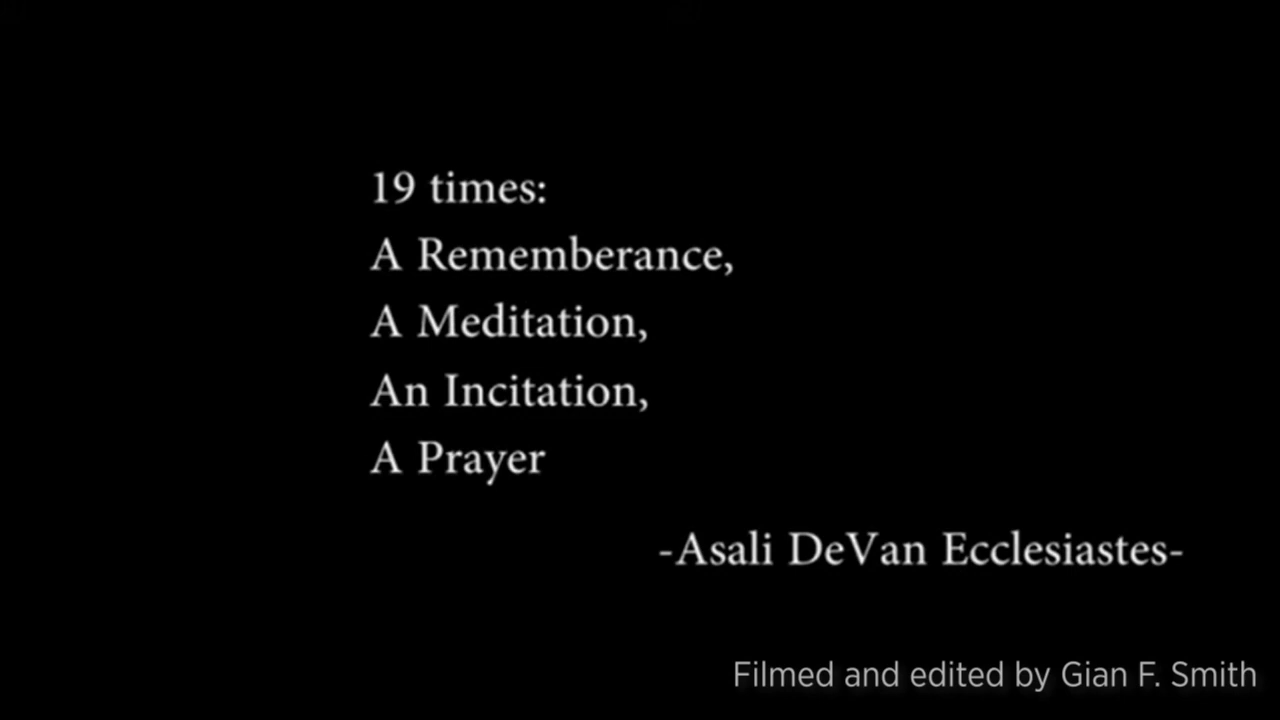 19 times:
A Rememberance,
A Meditation,
An Incitation,
A Prayer
-Asali DeVan Ecclesiastes-
Filmed and edited by Gian F. Smith